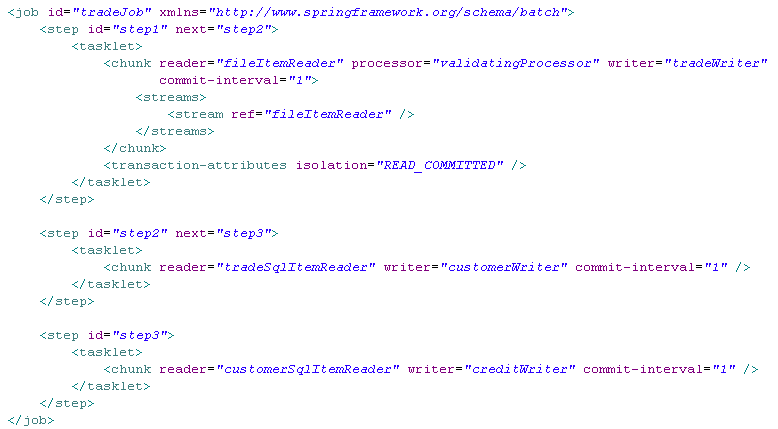 <job id="tradeJob" xmlns="http://www.springframework.org/schema/batch">
    <step id="step1" next="step2">
        <tasklet>
            <chunk reader="fileItemReader" processor="validatingProcessor" writer="tradeWriter"
                   commit-interval="1">
                <streams>
                    <stream ref="fileItemReader" />
                </streams>
            </chunk>
            <transaction-attributes isolation="READ_COMMITTED" />
        </tasklet>
    </step>

    <step id="step2" next="step3">
        <tasklet>
            <chunk reader="tradeSqlItemReader" writer="customerWriter" commit-interval="1" />
        </tasklet>
    </step>

    <step id="step3">
        <tasklet>
            <chunk reader="customerSqlItemReader" writer="creditWriter" commit-interval="1" />
        </tasklet>
    </step>
</job>